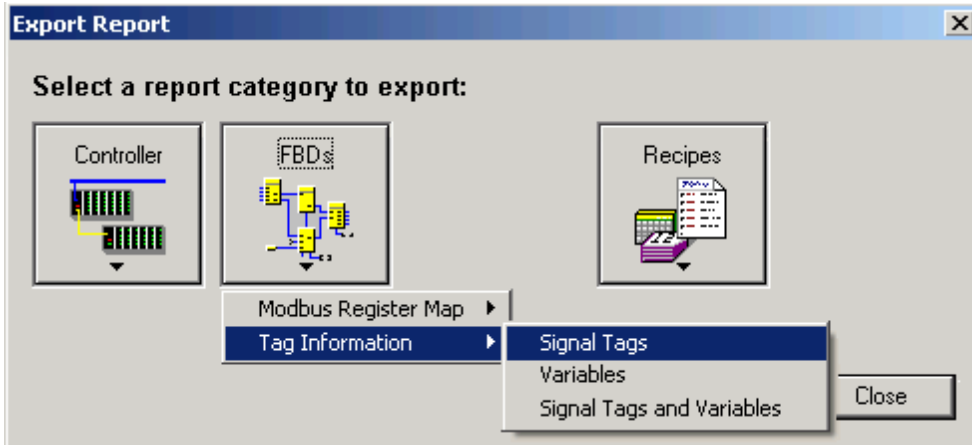 Export Report
Select a report category to export:
Controller
FBDs
Recipes
Modbus Register Map
Tag Information
Signal Tags
Variables
Signal Tags and Variables
Close